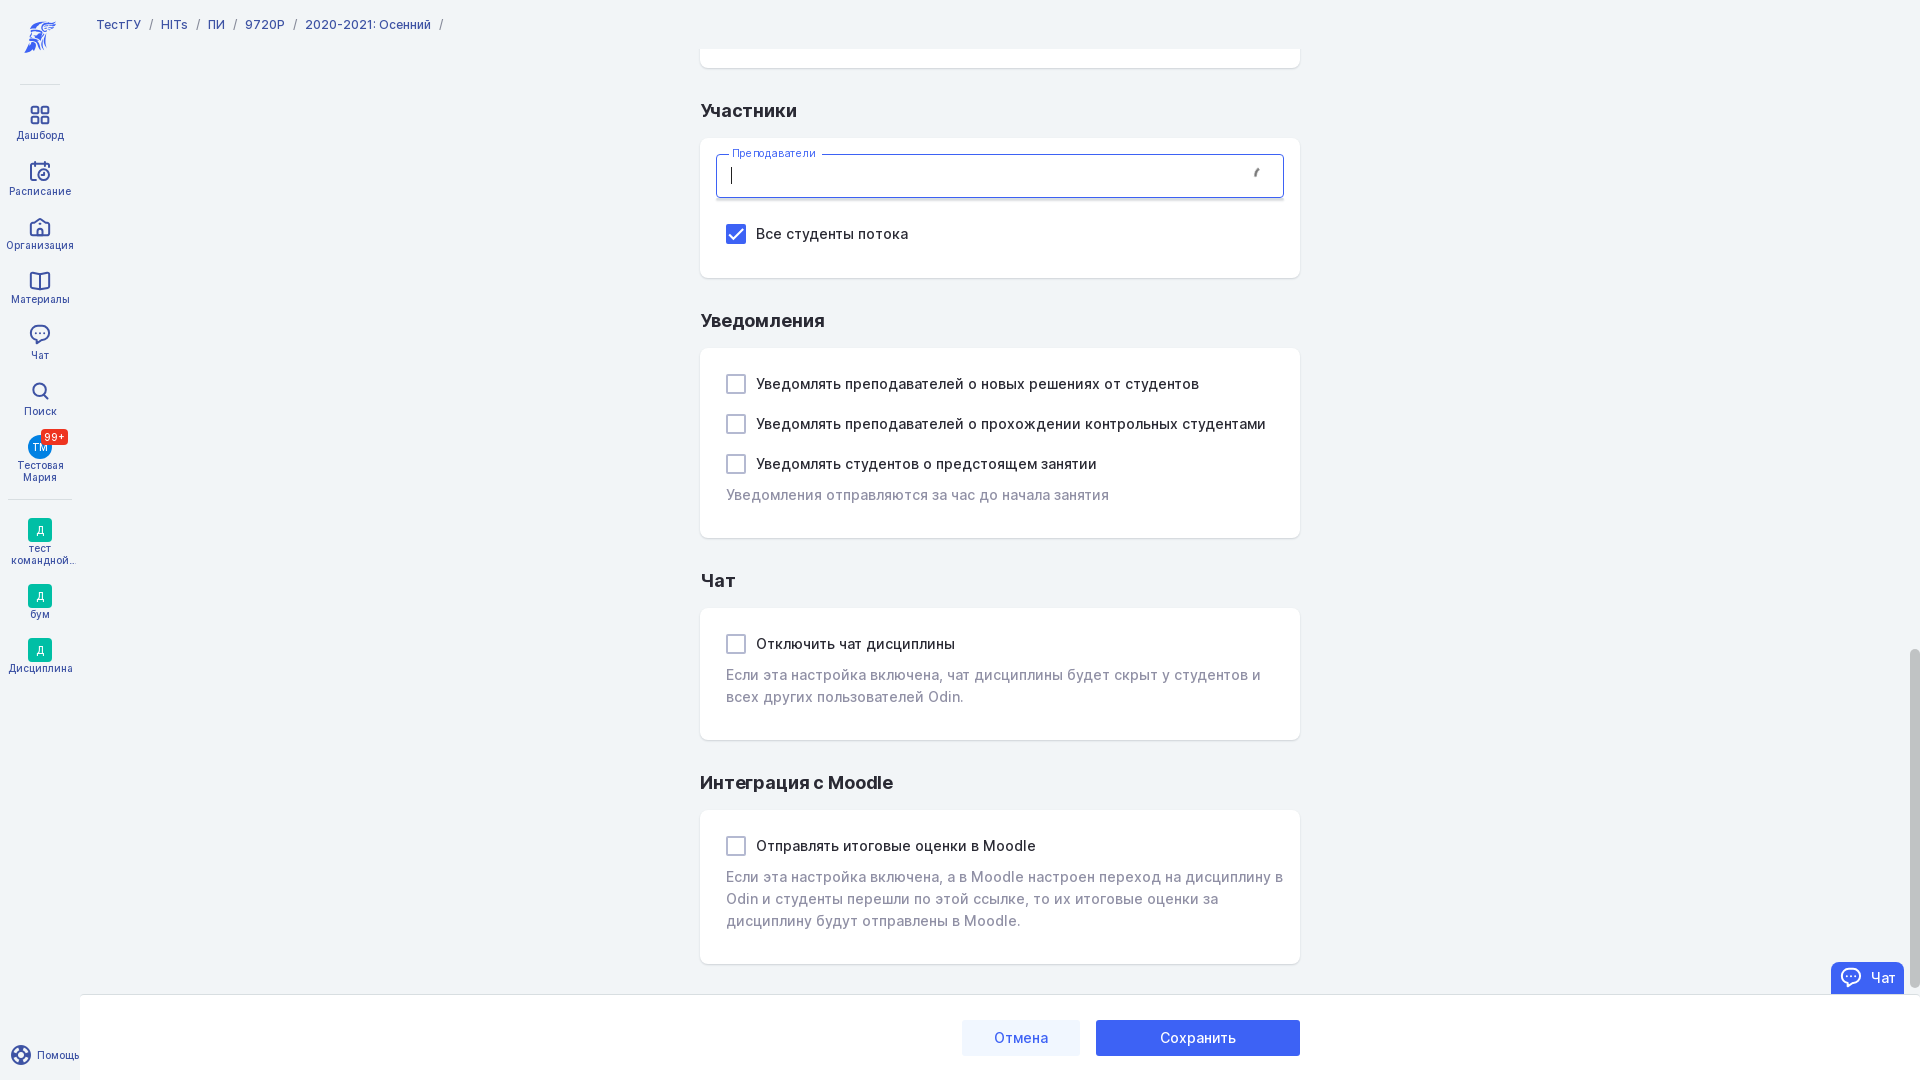 ТестГУ / HITs / ПИ / 9720Р / 2020-2021: Осенний /
Дашборд
Расписание
Организация
Материалы
Чат
Поиск
99+
ТМ
Тестовая
Мария
Д
тест
командной...
Д
бум
Д
Дисциплина
Помощь
Участники
Преподаватели
Все студенты потока
Уведомления
Уведомлять преподавателей о новых решениях от студентов
Уведомлять преподавателей о прохождении контрольных студентами
Уведомлять студентов о предстоящем занятии
Уведомления отправляются за час до начала занятия
Чат
Отключить чат дисциплины
Если эта настройка включена, чат дисциплины будет скрыт у студентов и
всех других пользователей Odin.
Интеграция с Moodle
Отправлять итоговые оценки в Moodle
Если эта настройка включена, а в Moodle настроен переход на дисциплину в
Odin и студенты перешли по этой ссылке, то их итоговые оценки за
дисциплину будут отправлены в Moodle.
Чат
Отмена
Сохранить